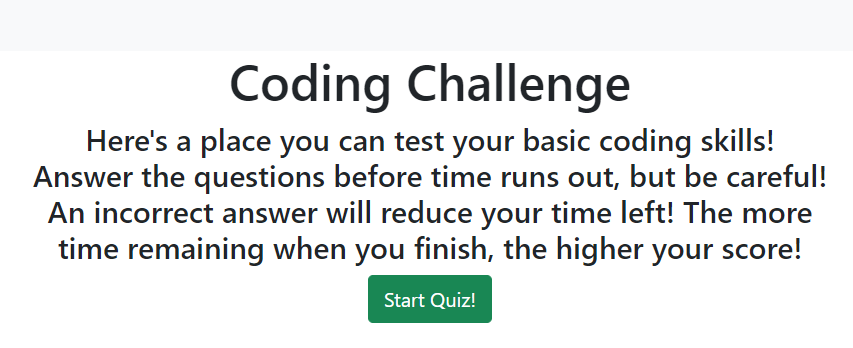 Coding Challenge
Here's a place you can test your basic coding skills!
Answer the questions before time runs out, but be careful!
An incorrect answer will reduce your time left! The more
time remaining when you finish, the higher your score!
Start Quiz!